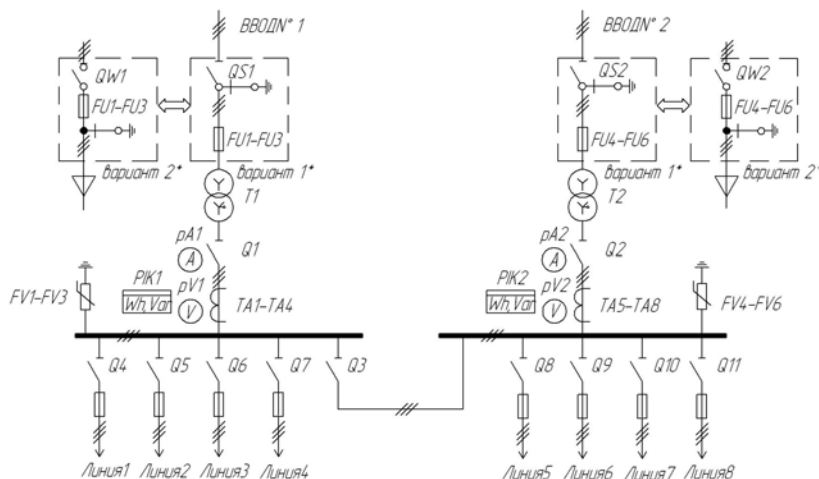 ВВОД№ 1
ВВОД№ 2
QW1
QS1
QS2
QW2
FU1-FU3
FU1-FU3
FU4-FU6
FU4-FU6
вариант 2*
вариант 1*
вариант 1*
вариант 2*
T1
T2
pA1
A
Q1
pA2
A
Q2
FV1-FV3
PIK1
Wh,Var
pV1
V
TA1-TA4
PIK2
Wh,Var
pV2
V
TA5-TA8
FV4-FV6
Q4
Q5
Q6
Q7
Q3
Q8
Q9
Q10
Q11
Линия1
Линия2
Линия3
Линия4
Линия5
Линия6
Линия7
Линия8